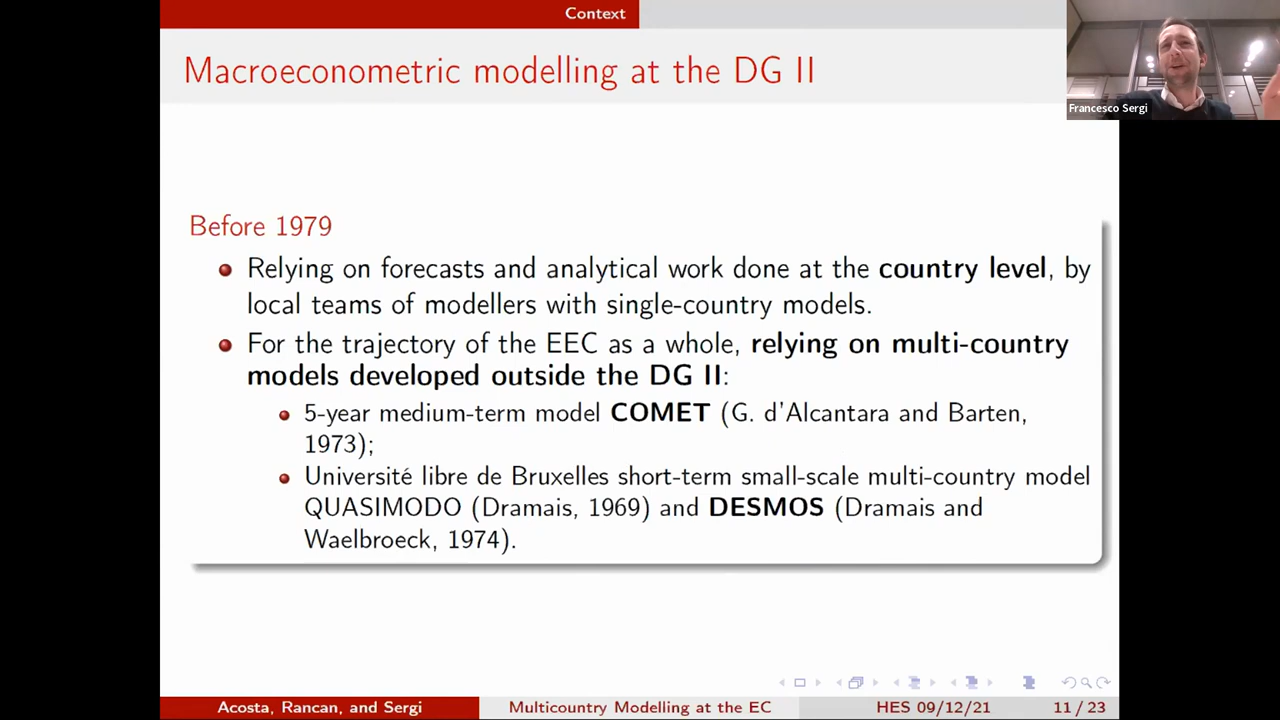 Context
Macroeconometric modelling at the DG II
Francesco Sergi
Before 1979
Relying on forecasts and analytical work done at the country level, by
local teams of modellers with single-country models.
For the trajectory of the EEC as a whole, relying on multi-country
models developed outside the DG II:
5-year medium-term model COMET (G. d'Alcantara and Barten,
1973);
Université libre de Bruxelles short-term small-scale multi-country model
QUASIMODO (Dramais, 1969) and DESMOS (Dramais and
Waelbroeck, 1974).
Acosta, Rancan, and Sergi
Multicountry Modelling at the EC
HES 09/12/21
11 / 23